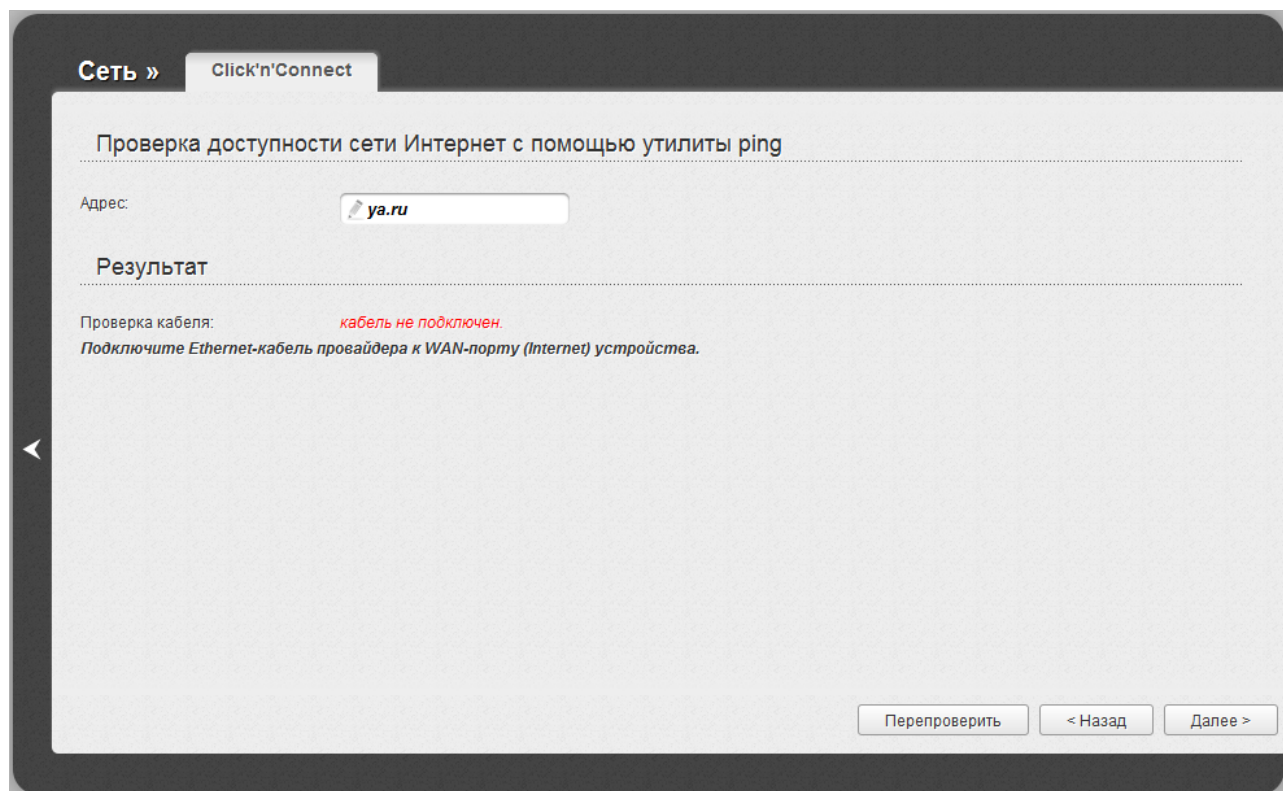 Сеть »
Click'n'Connect
Проверка доступности сети Интернет с помощью утилиты ping
Адрес:
ya.ru
Результат
Проверка кабеля:
кабель не подключен.
Подключите Ethernet-кабель провайдера к WAN-порту (Internet) устройства.
Перепроверить
< Назад
Далее >